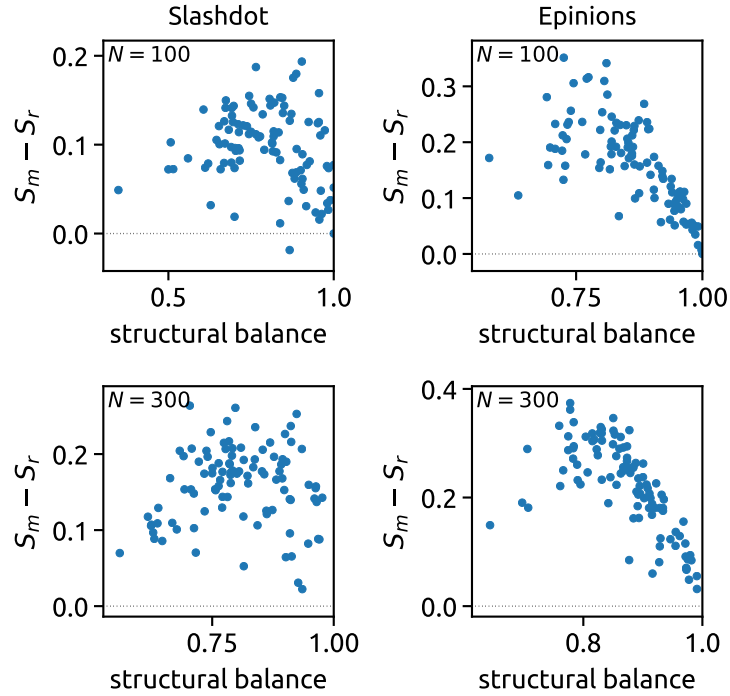 Slashdot
Epinions
N = 100
0.2
0.1
0.0
S_m − S_r
0.5
1.0
structural balance
N = 100
0.3
0.2
0.1
0.0
S_m − S_r
0.75
1.00
structural balance
N = 300
0.2
0.1
0.0
S_m − S_r
0.75
1.00
structural balance
N = 300
0.4
0.2
0.0
S_m − S_r
0.8
1.0
structural balance